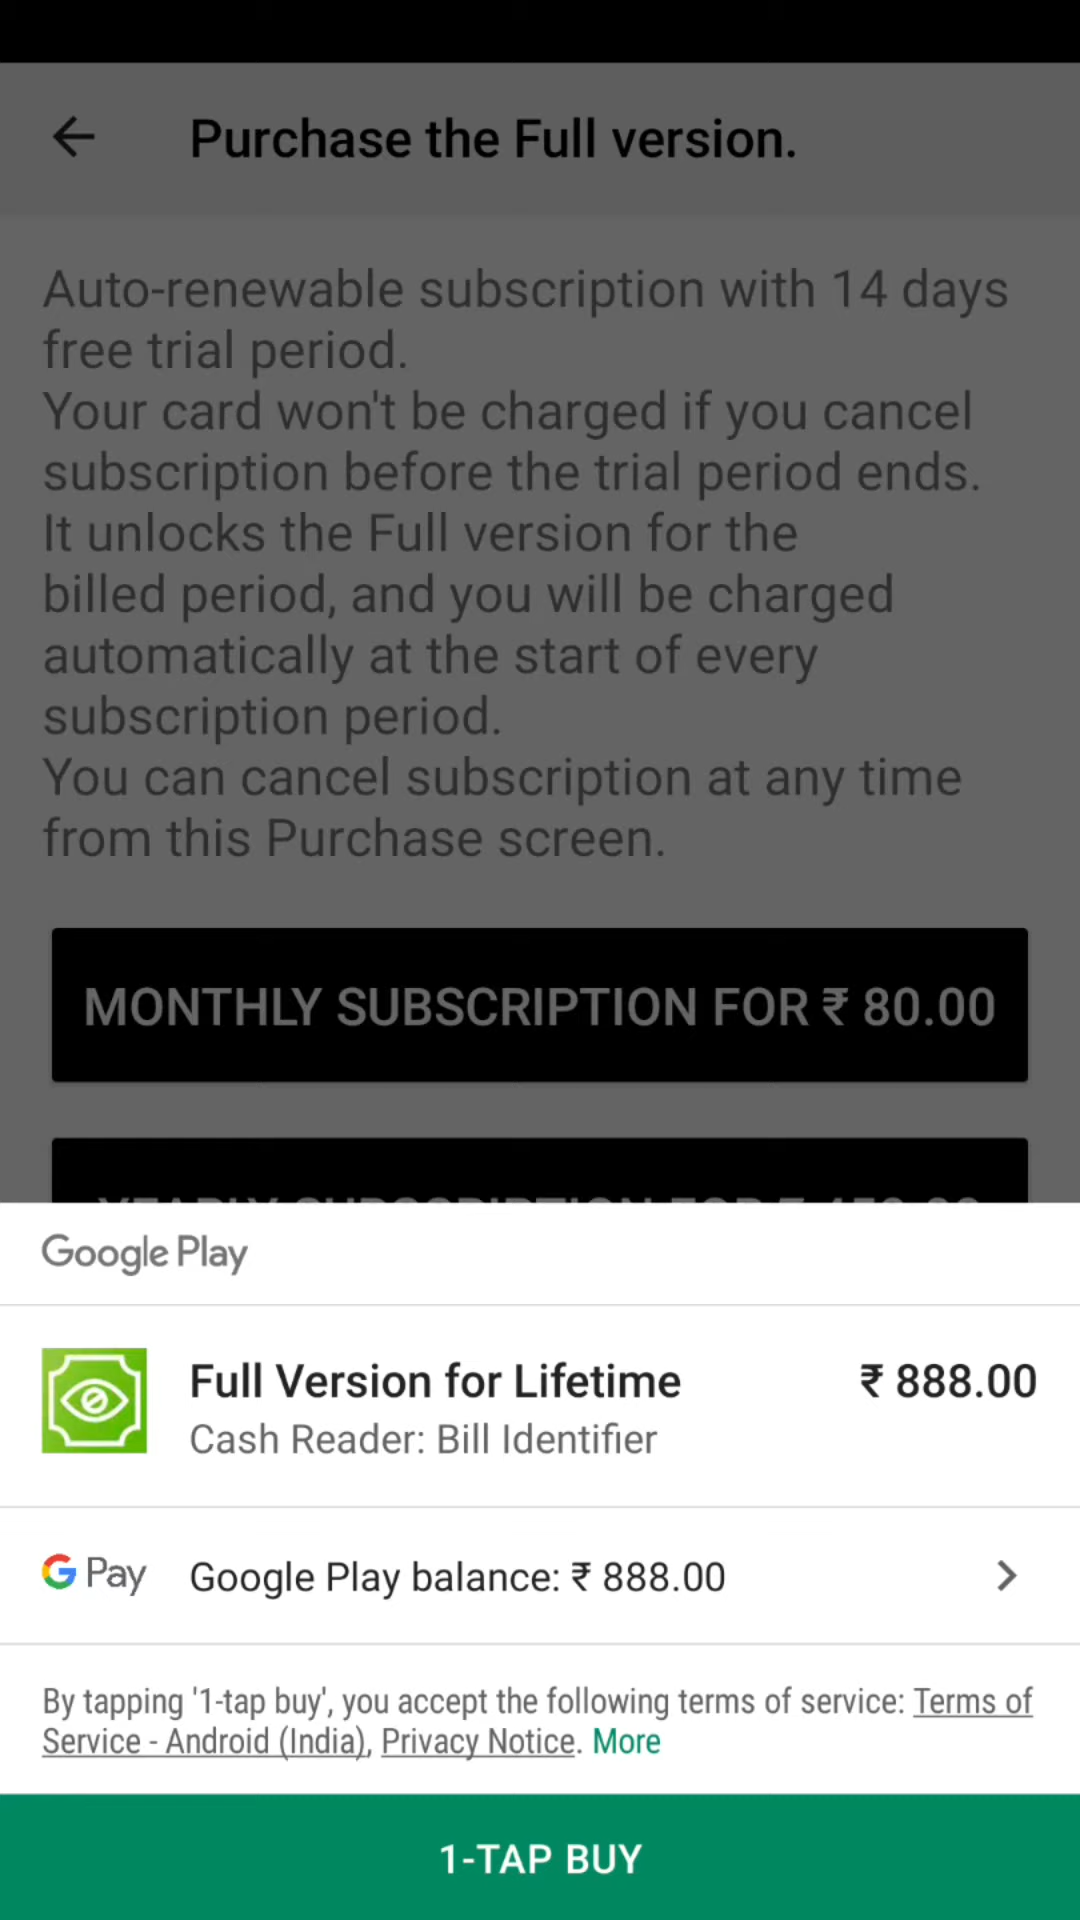 Purchase the Full version.
Auto-renewable subscription with 14 days
free trial period.
Your card won't be charged if you cancel
subscription before the trial period ends.
It unlocks the Full version for the
billed period, and you will be charged
automatically at the start of every
subscription period.
You can cancel subscription at any time
from this Purchase screen.
MONTHLY SUBSCRIPTION FOR ₹ 80.00
YEARLY SUBSCRIPTION FOR ₹
Google Play
Full Version for Lifetime ₹ 888.00
Cash Reader: Bill Identifier
G Pay Google Play balance: ₹ 888.00
By tapping '1-tap buy', you accept the following terms of service: Terms of
Service - Android (India), Privacy Notice. More
1-TAP BUY